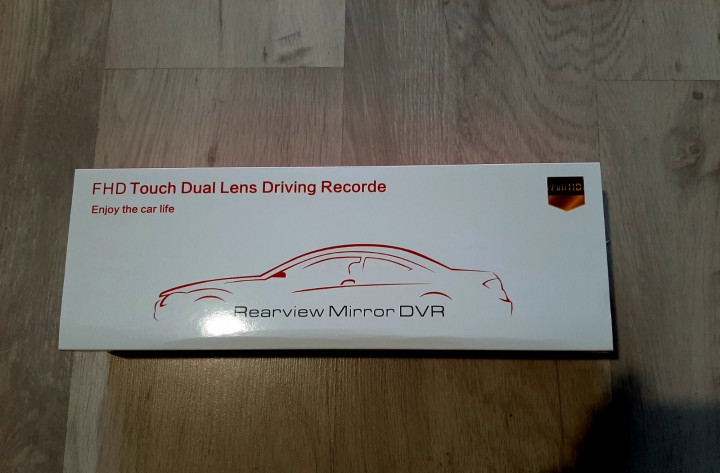 FHD Touch Dual Lens Driving Recorde
Enjoy the car life
Rearview Mirror DVR